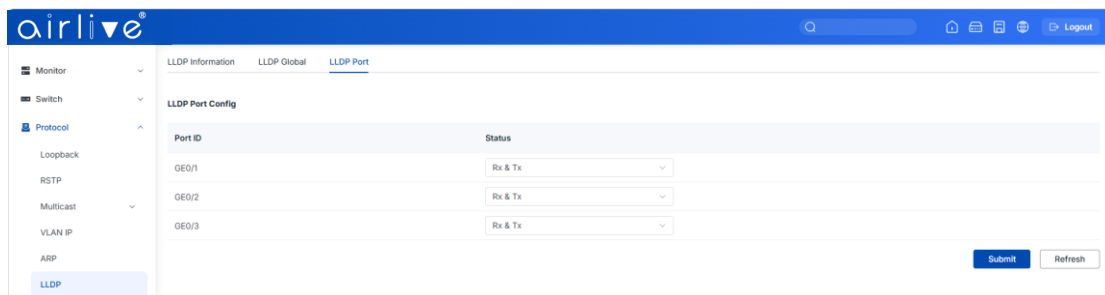 airlive®
Logout
Monitor
Switch
Protocol
Loopback
RSTP
Multicast
VLAN IP
ARP
LLDP
LLDP Information LLDP Global LLDP Port
LLDP Port Config
Port ID Status
GE0/1 Rx & Tx
GE0/2 Rx & Tx
GE0/3 Rx & Tx
Submit Refresh